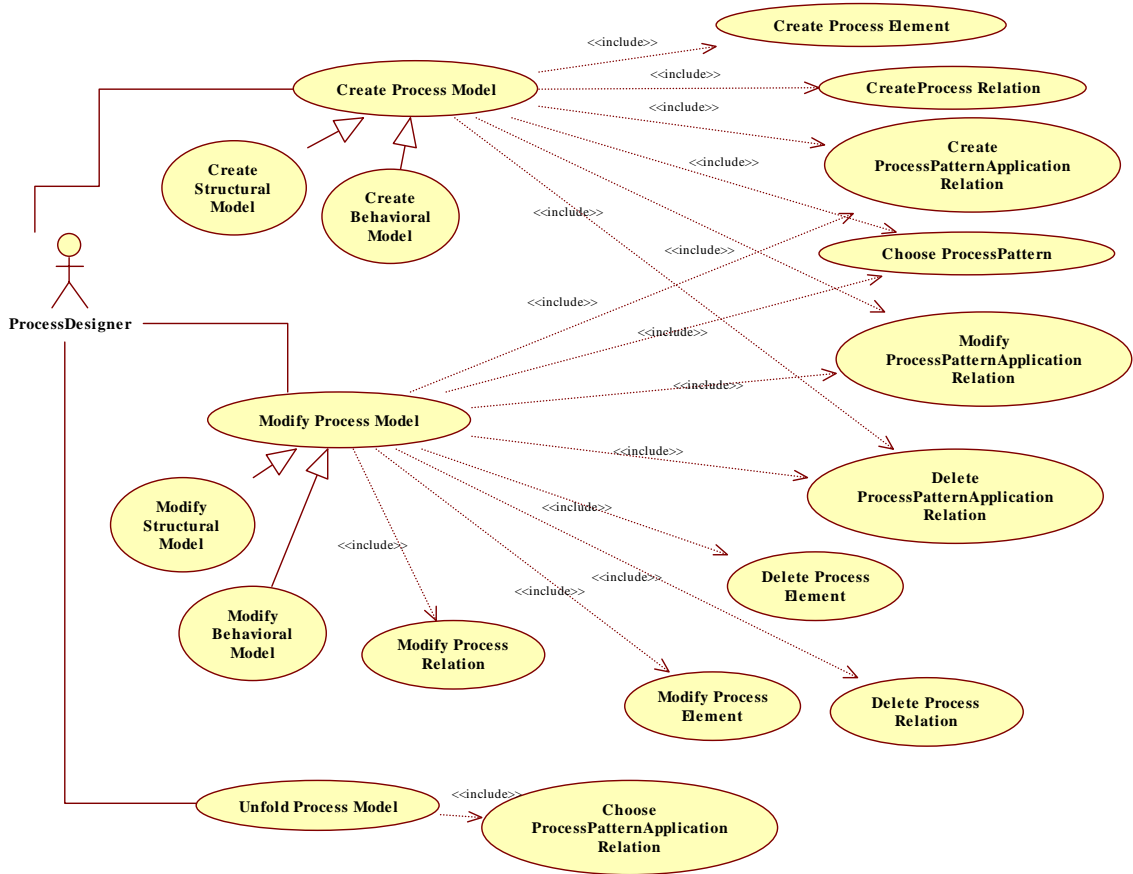 Create Process Element
<<include>>
<<include>>
Create Process Model
CreateProcess Relation
<<include>>
Create
ProcessPatternApplication
Relation
Create
Structural
Model
Create
Behavioral
Model
<<include>>
<<include>>
<<include>>
Choose ProcessPattern
<<include>>
ProcessDesigner
<<include>>
Modify
ProcessPatternApplication
Relation
<<include>>
Modify Process Model
<<include>>
Delete
ProcessPatternApplication
Relation
Modify
Structural
Model
<<include>>
<<include>>
<<include>>
<<include>>
Delete Process
Element
Modify
Behavioral
Model
Modify Process
Relation
Modify Process
Element
Delete Process
Relation
Unfold Process Model
<<include>>
Choose
ProcessPatternApplication
Relation